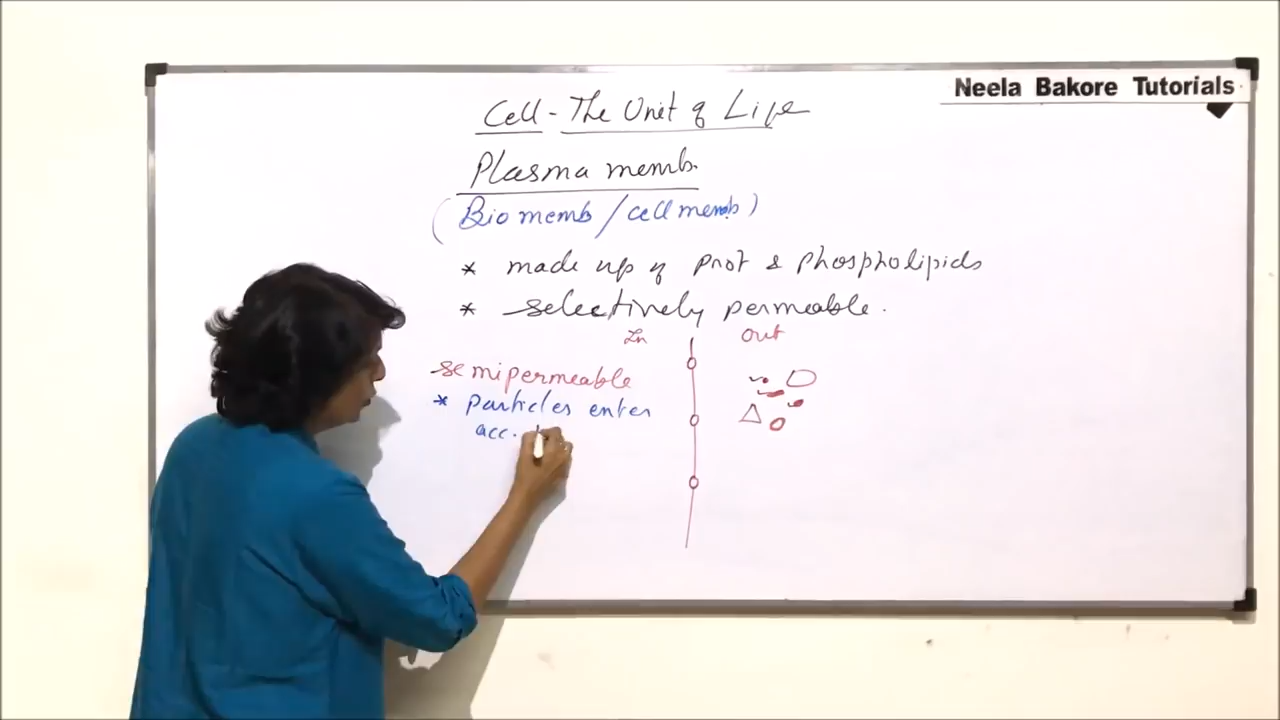 Neela Bakore Tutorials
Cell - The Unit of Life
Plasma memb.
(Bio memb / cell memb)
* made up of prot & phospholipids
* selectively permeable.
In out
semipermeable
* particles enter
acc. t